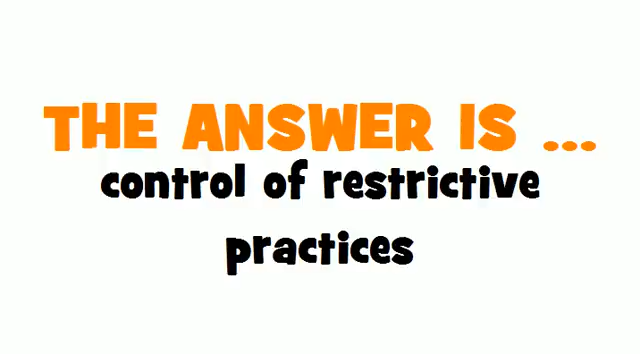 THE ANSWER IS ...
control of restrictive
practices